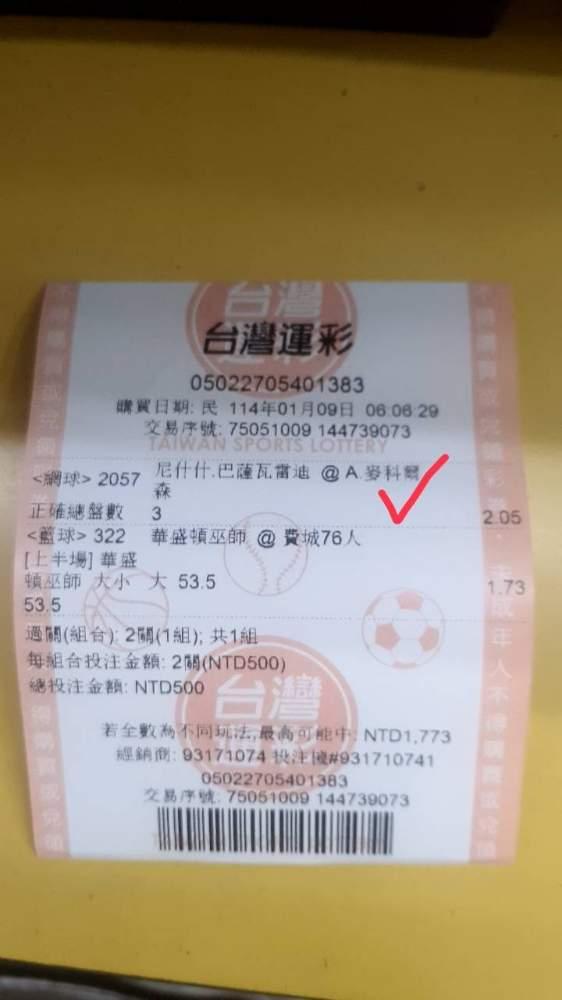 台灣運彩
05022705401383
購買日期: 民 114年01月09日 06:06:29
交易序號: 75051009 144739073
TAIWAN SPORTS LOTTERY
<網球> 2057 尼什什.巴薩瓦雷迪 @ A.麥科爾森
正確總盤數 3 2.05
<籃球> 322 華盛頓巫師 @ 費城76人
[上半場] 華盛
頓巫師 大小 大 53.5 1.73
53.5
過關(組合): 2關(1組); 共1組
每組合投注金額: 2關(NTD500)
總投注金額: NTD500
台灣
若全數為不同玩法,最高可能中: NTD1,773
經銷商: 93171074 投注機#931710741
05022705401383
交易序號: 75051009 144739073